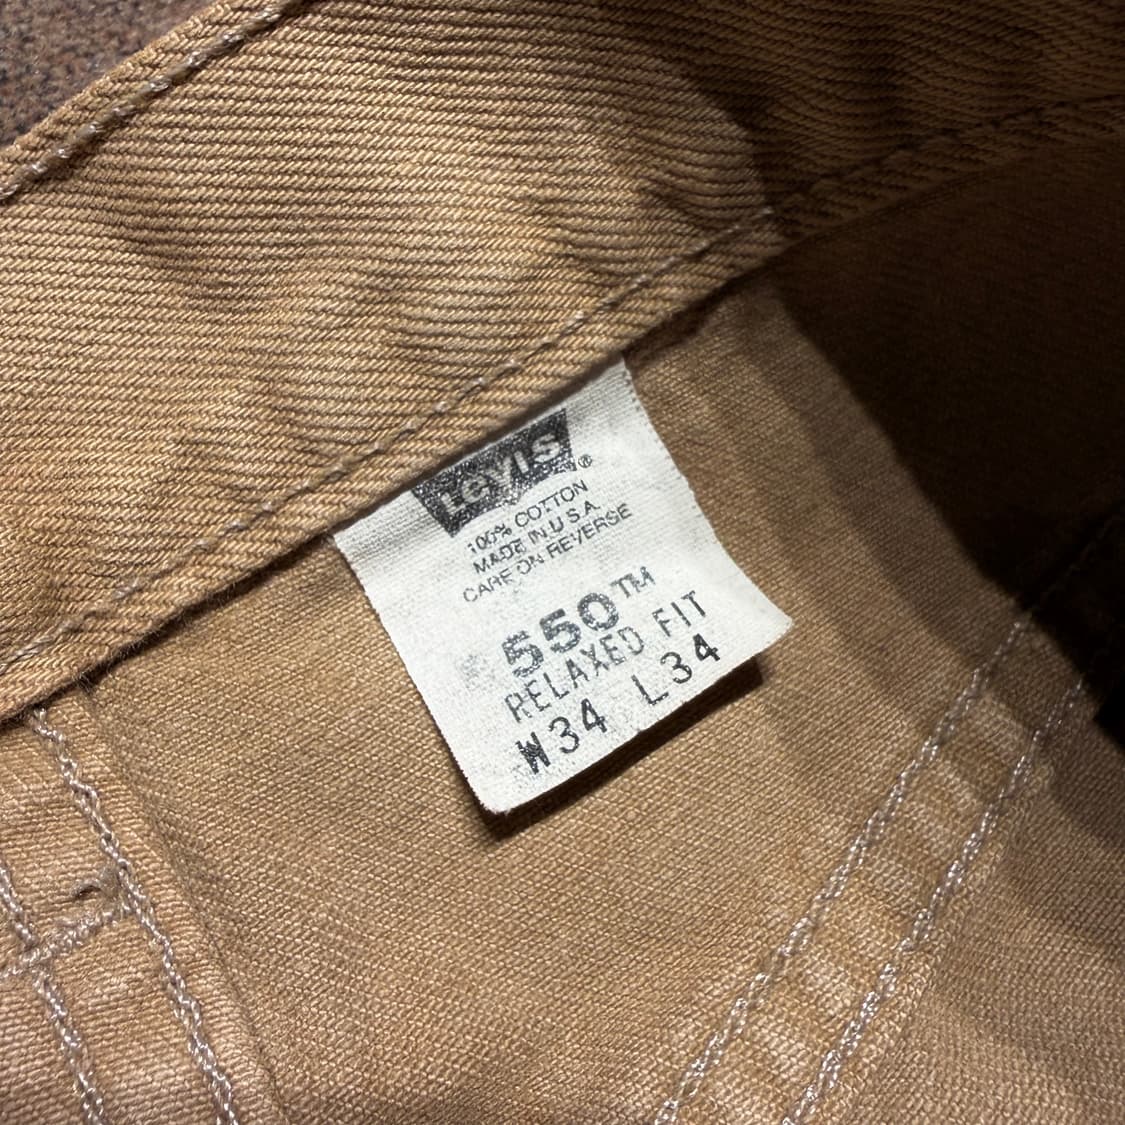 LEVI'S®
100% COTTON
MADE IN U.S.A.
CARE ON REVERSE
550™
RELAXED FIT
W34 L34